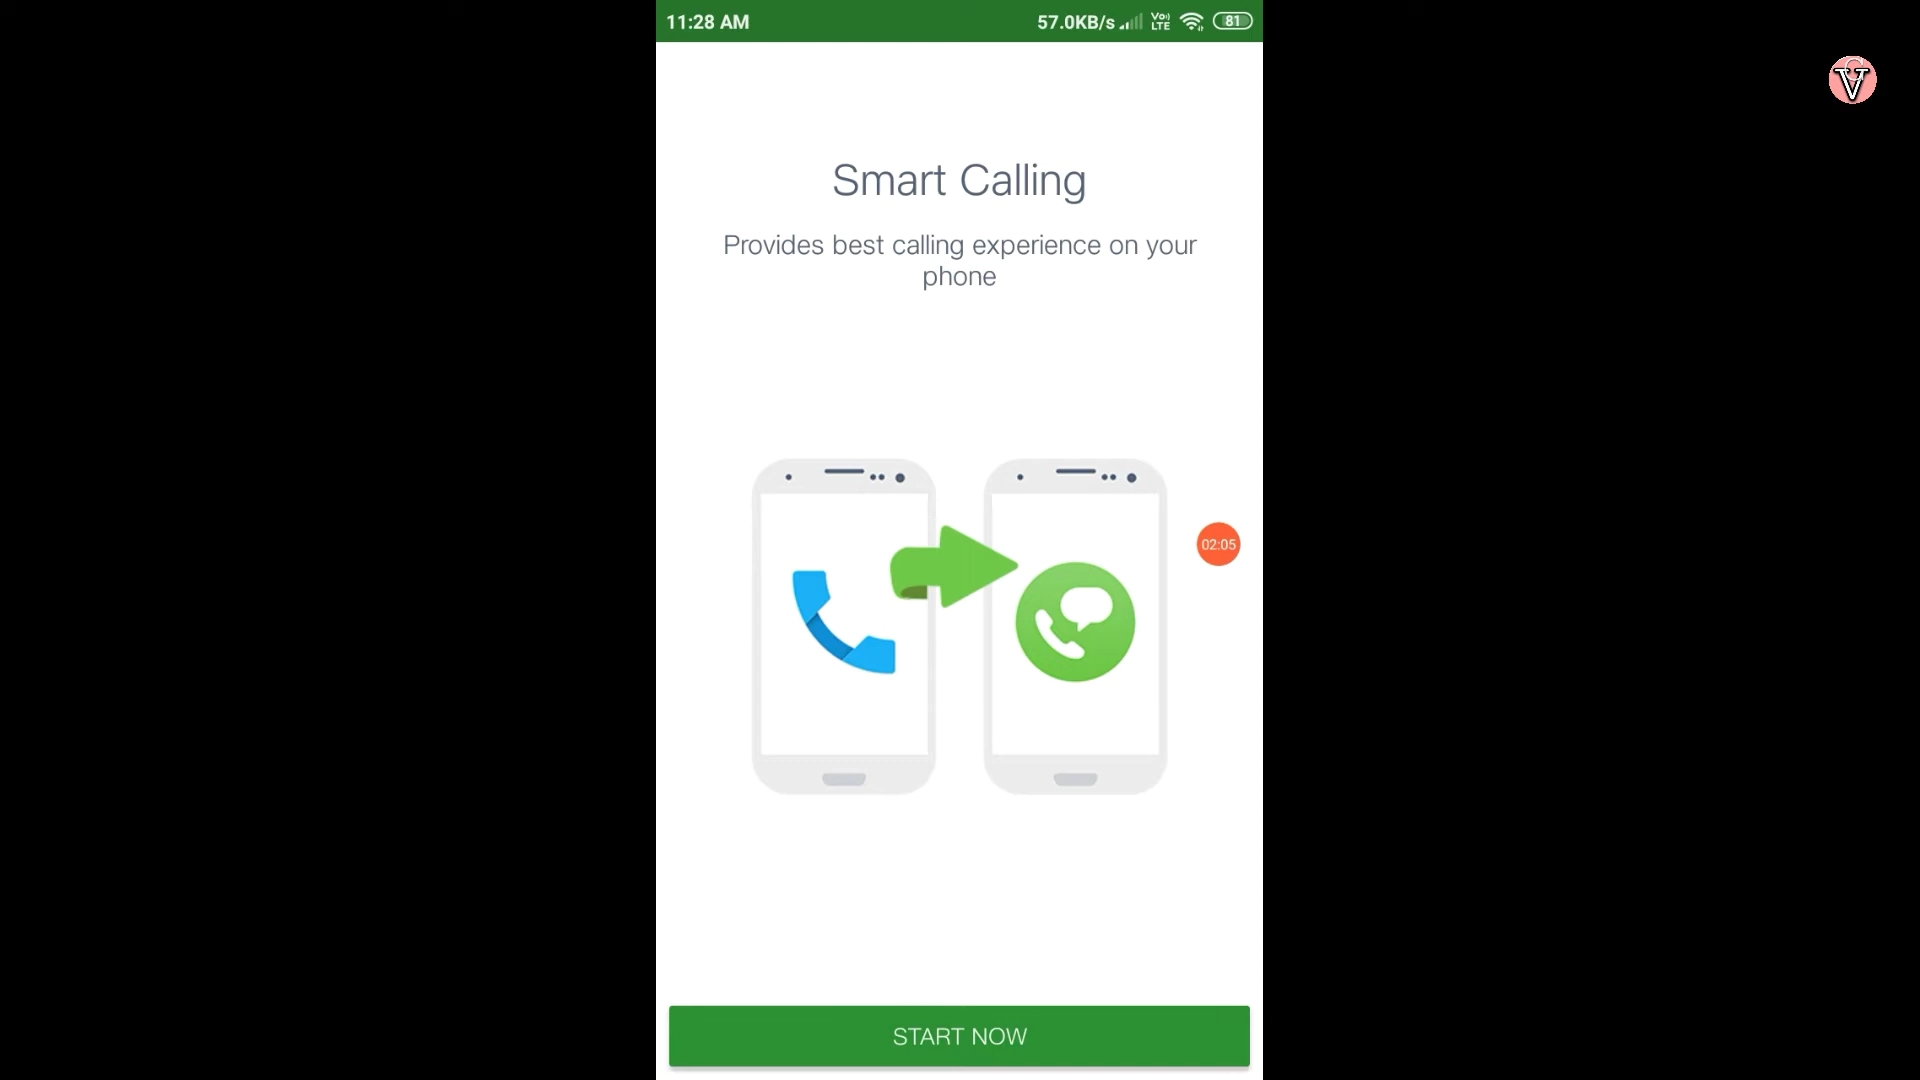 11:28 AM
57.0KB/s
Vo))
LTE
81
Smart Calling
Provides best calling experience on your
phone
02:05
START NOW